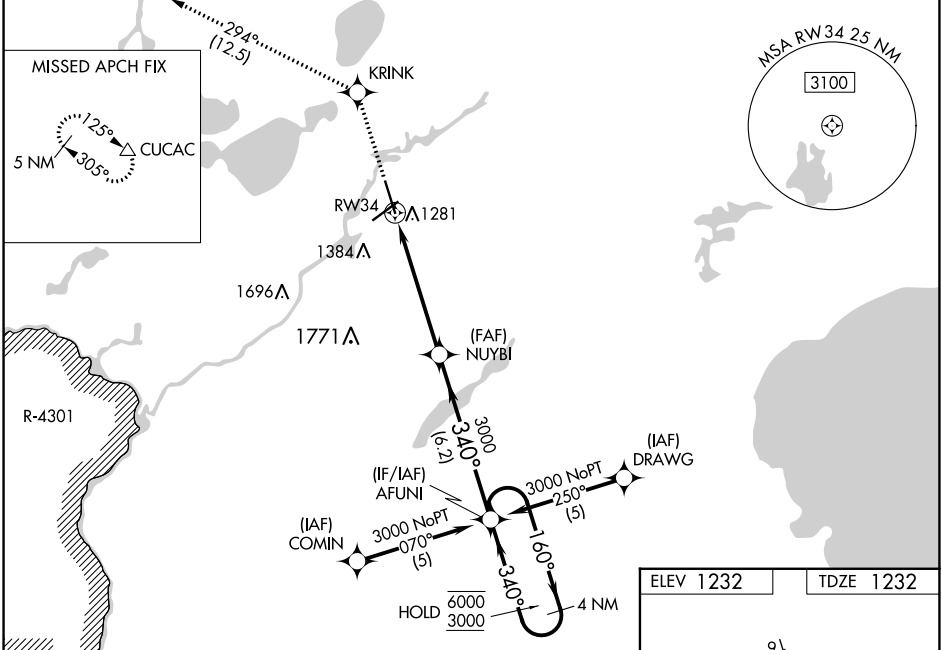 294°
(12.5)
KRINK
MISSED APCH FIX
125°
CUCAC
5 NM
305°
MSA RW34 25 NM
3100
RW34
1281
1384
1696
1771
(FAF)
NUYBI
R-4301
3000
340°
(6.2)
(IF/IAF)
AFUNI
(IAF)
DRAWG
3000 NoPT
250°
(5)
(IAF)
COMIN
3000 NoPT
070°
(5)
160°
340°
HOLD
6000
3000
4 NM
ELEV 1232
TDZE 1232